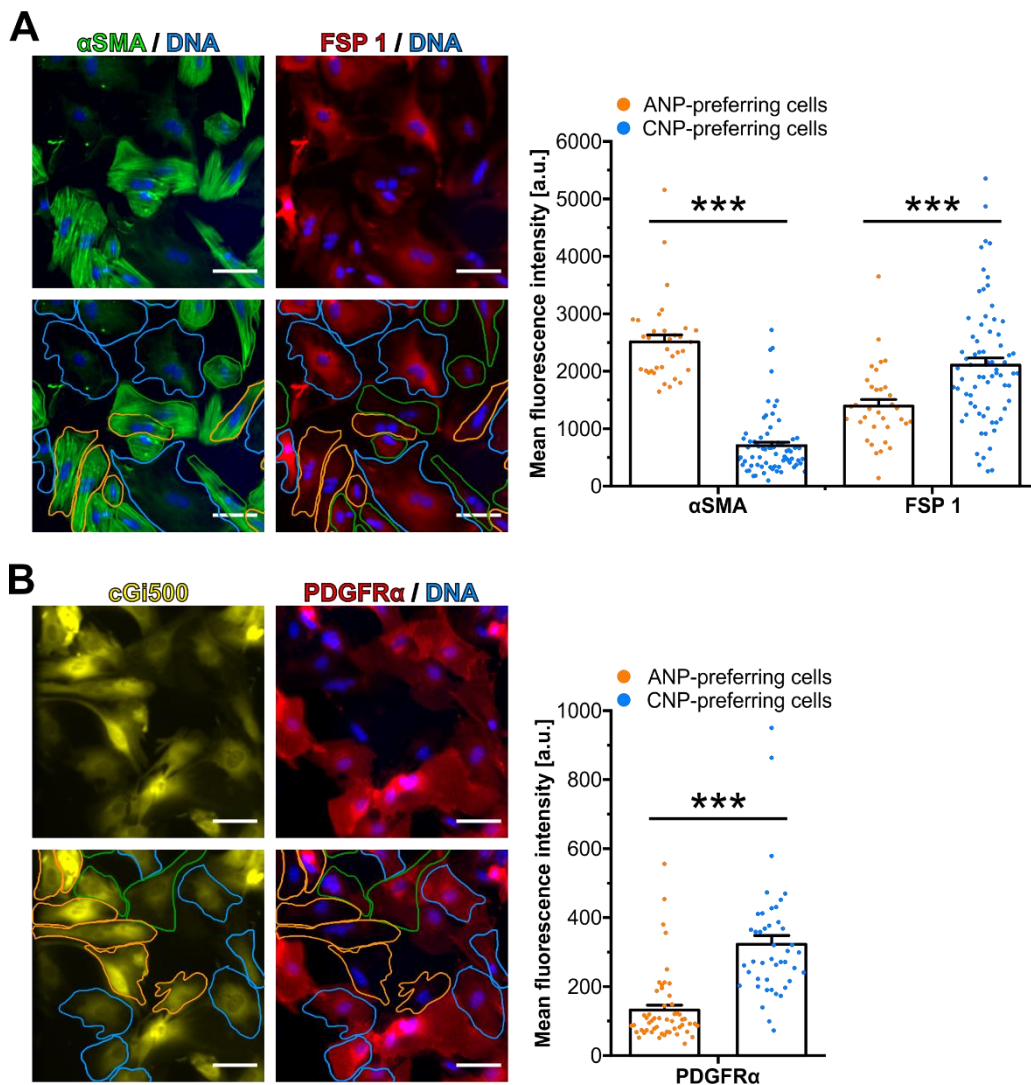 A
αSMA / DNA
FSP 1 / DNA
ANP-preferring cells
CNP-preferring cells
Mean fluorescence intensity [a.u.]
6000
5000
4000
3000
2000
1000
0
***
***
αSMA
FSP 1
B
cGi500
PDGFRα / DNA
ANP-preferring cells
CNP-preferring cells
Mean fluorescence intensity [a.u.]
1000
800
600
400
200
0
***
PDGFRα